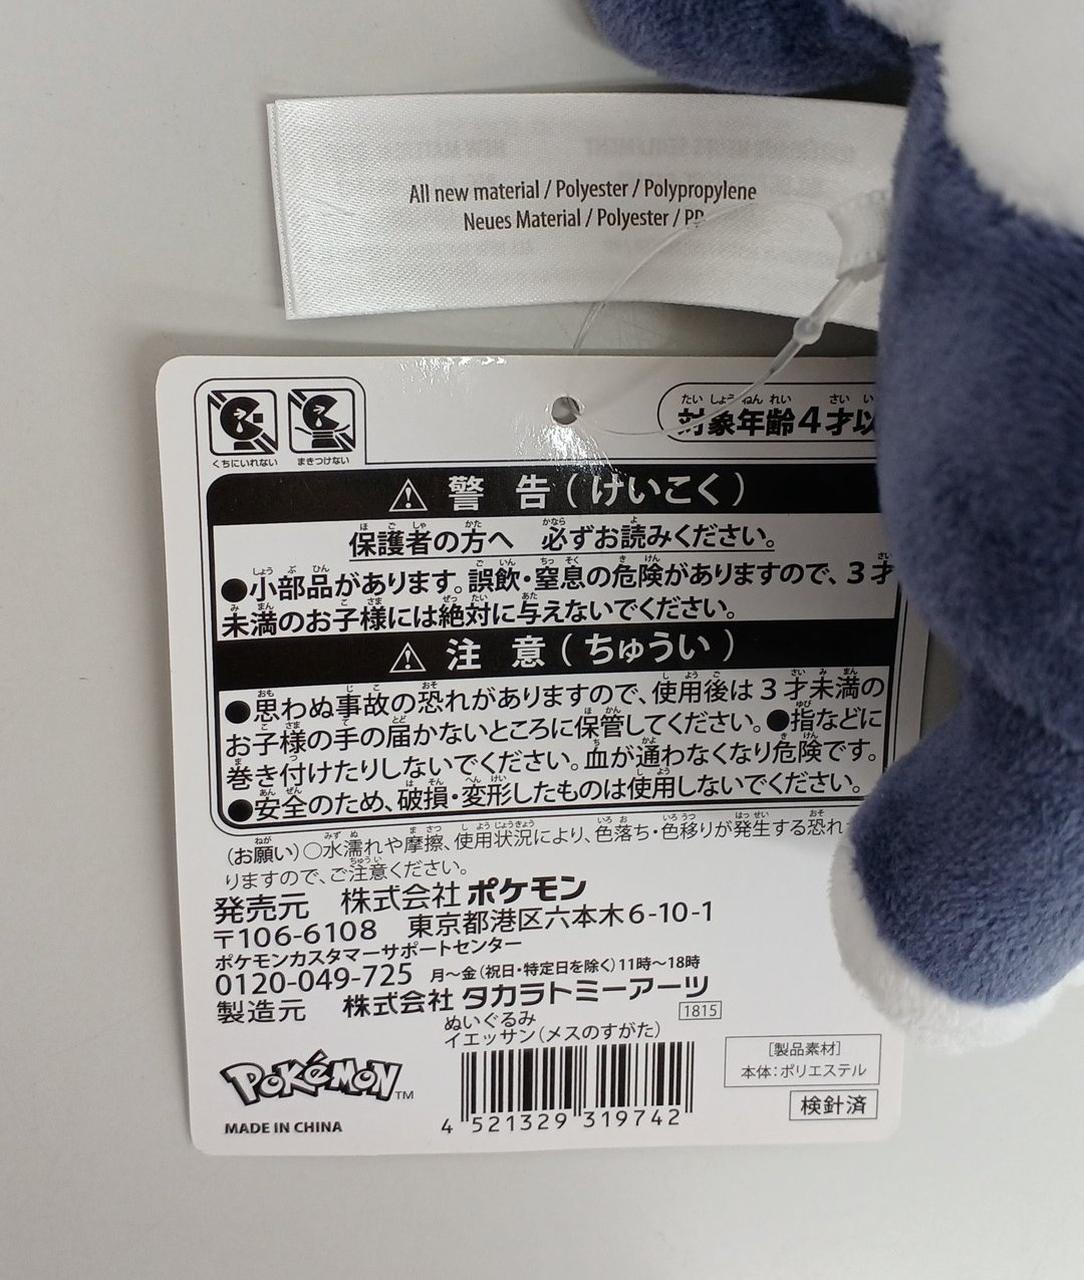 All new material / Polyester / Polypropylene
Neues Material / Polyester / PP
くちにいれない まきつけない
対象年齢4才以
警 告（けいこく）
保護者の方へ 必ずお読みください。
●小部品があります。誤飲・窒息の危険がありますので、3才
未満のお子様には絶対に与えないでください。
注 意（ちゅうい）
●思わぬ事故の恐れがありますので、使用後は3才未満の
お子様の手の届かないところに保管してください。●指などに
巻き付けたりしないでください。血が通わなくなり危険です。
●安全のため、破損・変形したものは使用しないでください。
（お願い）○水濡れや摩擦、使用状況により、色落ち・色移りが発生する恐れ
りますので、ご注意ください。
発売元 株式会社ポケモン
〒106-6108 東京都港区六本木6-10-1
ポケモンカスタマーサポートセンター
0120-049-725 月～金（祝日・特定日を除く）11時～18時
製造元 株式会社タカラトミーアーツ
1815
ぬいぐるみ
イエッサン（メスのすがた）
POKéMON TM
MADE IN CHINA
4 521329 319742
［製品素材］
本体：ポリエステル
検針済